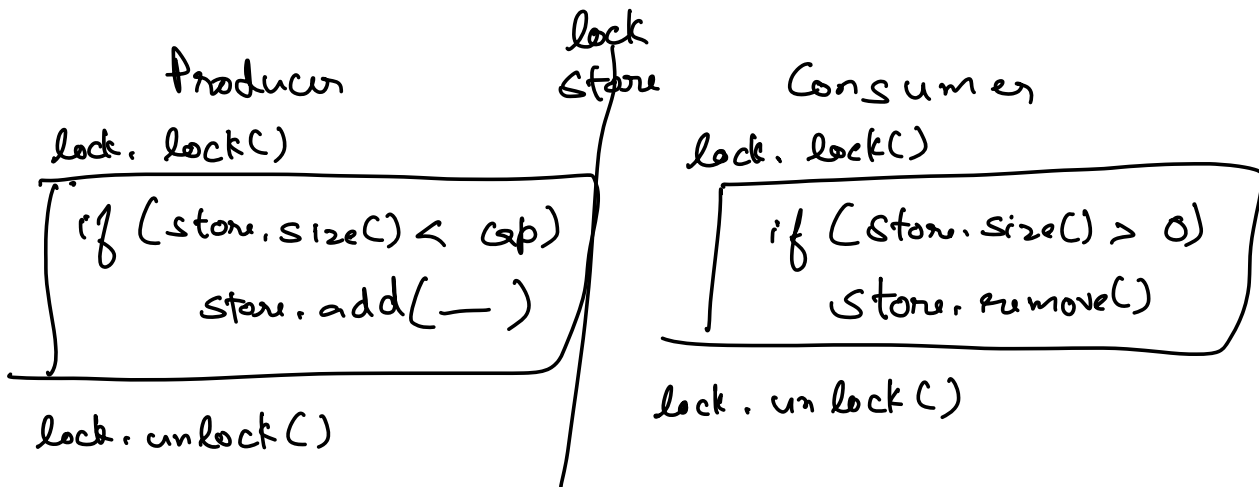 lock
store
Producer
lock. lock()
if (store.size() < cap)
store.add(— )
lock.unlock()
Consumer
lock. lock()
if (store.size() > 0)
store.remove()
lock.unlock()